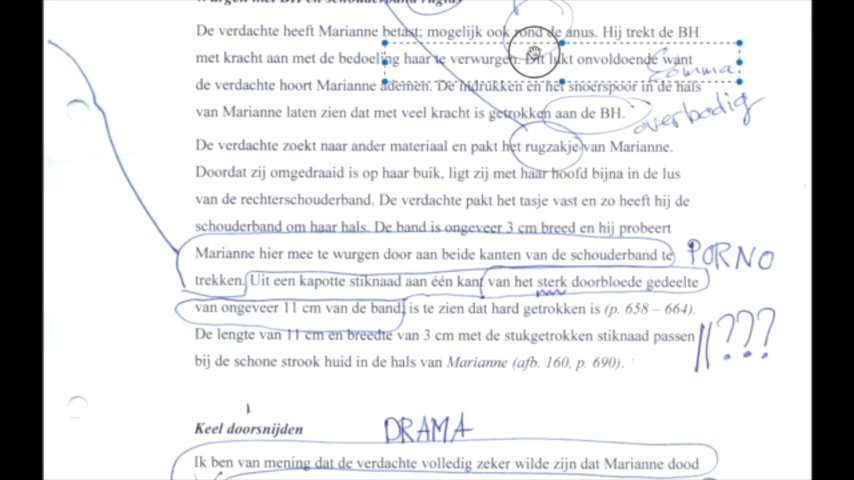 De verdachte heeft Marianne betast; mogelijk ook rond de anus. Hij trekt de BH
met kracht aan met de bedoeling haar te verwurgen. Dit lukt onvoldoende want
Comma
de verdachte hoort Marianne ademen. De indrukken en het snoerspoor in de hals
van Marianne laten zien dat met veel kracht is getrokken aan de BH.
overbodig
De verdachte zoekt naar ander materiaal en pakt het rugzakje van Marianne.
Doordat zij omgedraaid is op haar buik, ligt zij met haar hoofd bijna in de lus
van de rechterschouderband. De verdachte pakt het tasje vast en zo heeft hij de
schouderband om haar hals. De band is ongeveer 3 cm breed en hij probeert
Marianne hier mee te wurgen door aan beide kanten van de schouderband te PORNO
trekken. Uit een kapotte stiknaad aan één kant van het sterk doorbloede gedeelte
van ongeveer 11 cm van de band, is te zien dat hard getrokken is (p. 658 – 664).
De lengte van 11 cm en breedte van 3 cm met de stukgetrokken stiknaad passen ???
bij de schone strook huid in de hals van Marianne (afb. 160, p. 690).
Keel doorsnijden DRAMA
Ik ben van mening dat de verdachte volledig zeker wilde zijn dat Marianne dood